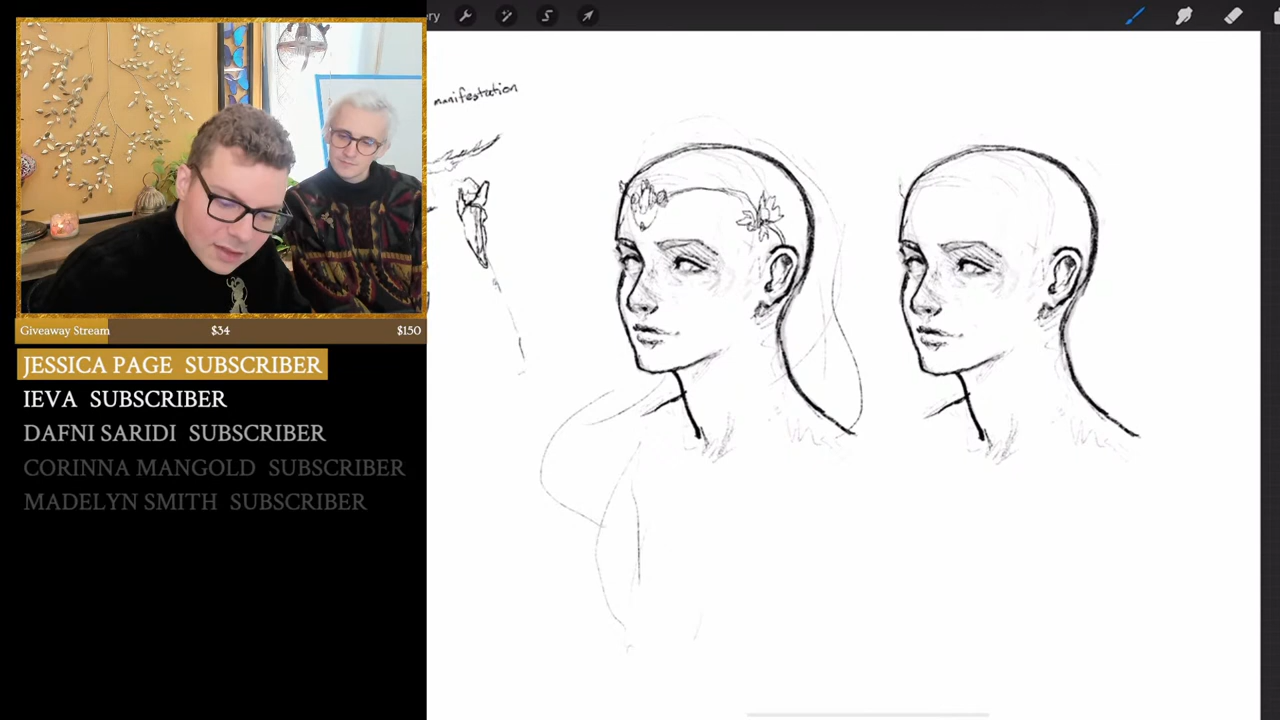 ry
manifestation
Giveaway Stream $34 $150
JESSICA PAGE SUBSCRIBER
IEVA SUBSCRIBER
DAFNI SARIDI SUBSCRIBER
CORINNA MANGOLD SUBSCRIBER
MADELYN SMITH SUBSCRIBER